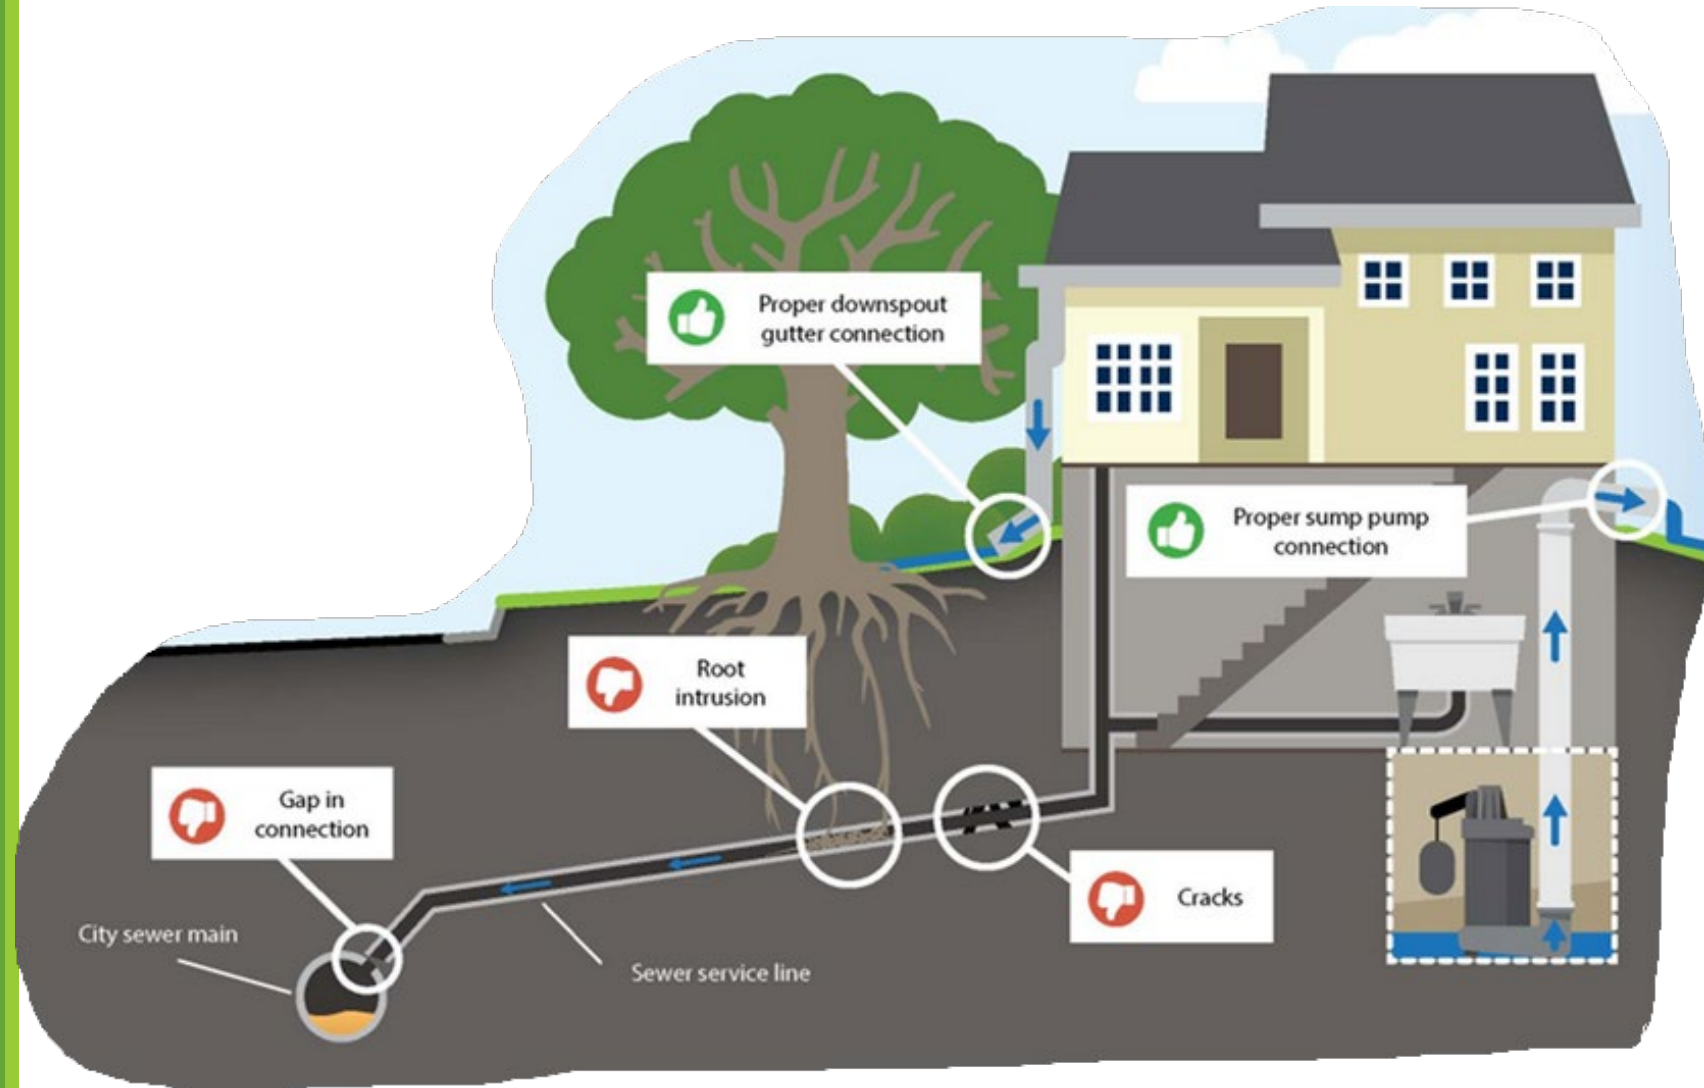 Proper downspout
gutter connection
Proper sump pump
connection
Root
intrusion
Gap in
connection
Cracks
City sewer main
Sewer service line